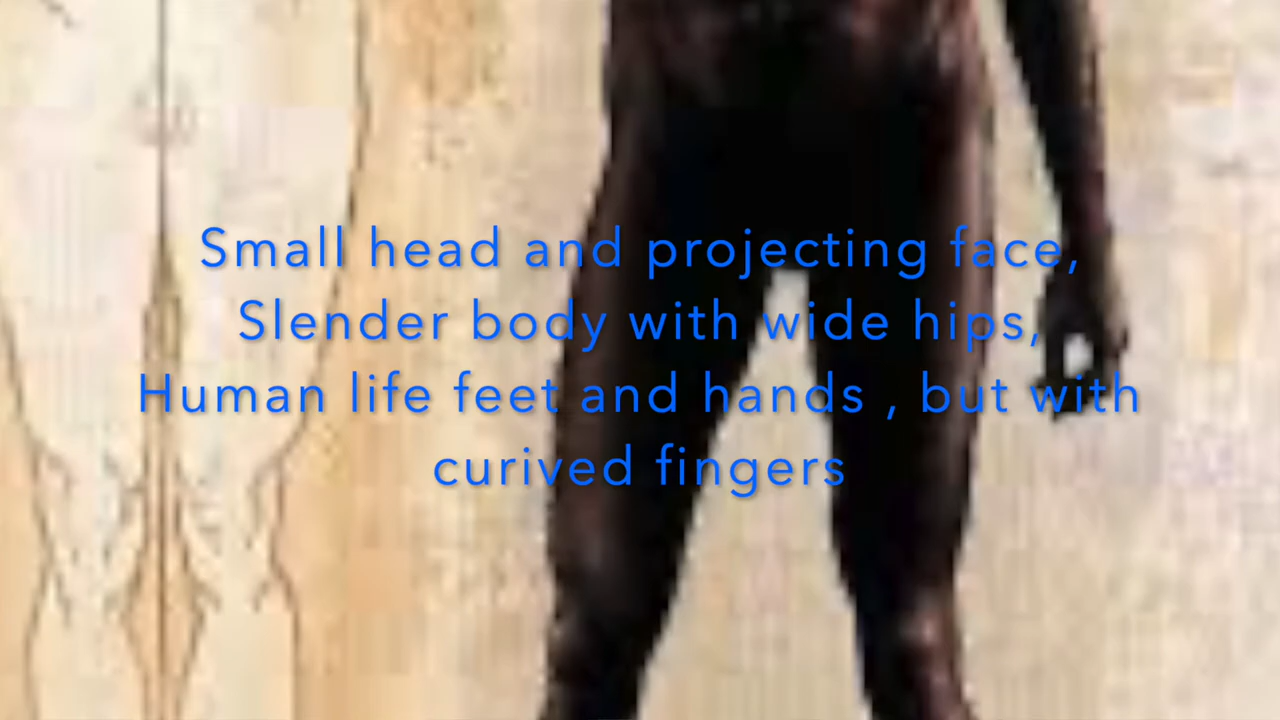 Small head and projecting face,
Slender body with wide hips,
Human life feet and hands , but with
curived fingers